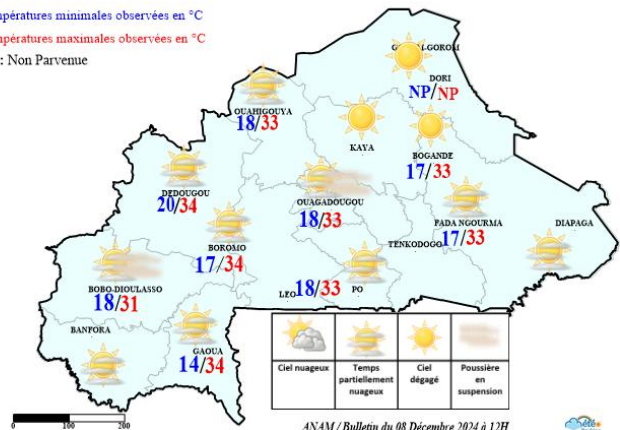 mpératures minimales observées en °C
mpératures maximales observées en °C
: Non Parvenue
DORI
NP/NP
OUAHIGOUYA
18/33
KAYA
BOGANDE
17/33
DEDOUGOU
20/34
OUAGADOUGOU
18/33
FADA NGOURMA
17/33
DIAPAGA
BOROMO
17/34
TENKODOGO
BOBO-DIOULASSO
18/31
LEO
18/33
PO
BANFORA
GAOUA
14/34
Ciel nuageux
Temps partiellement nuageux
Ciel dégagé
Poussière en suspension
0 100 200
ANAM / Bulletin du 08 Décembre 2024 à 12H